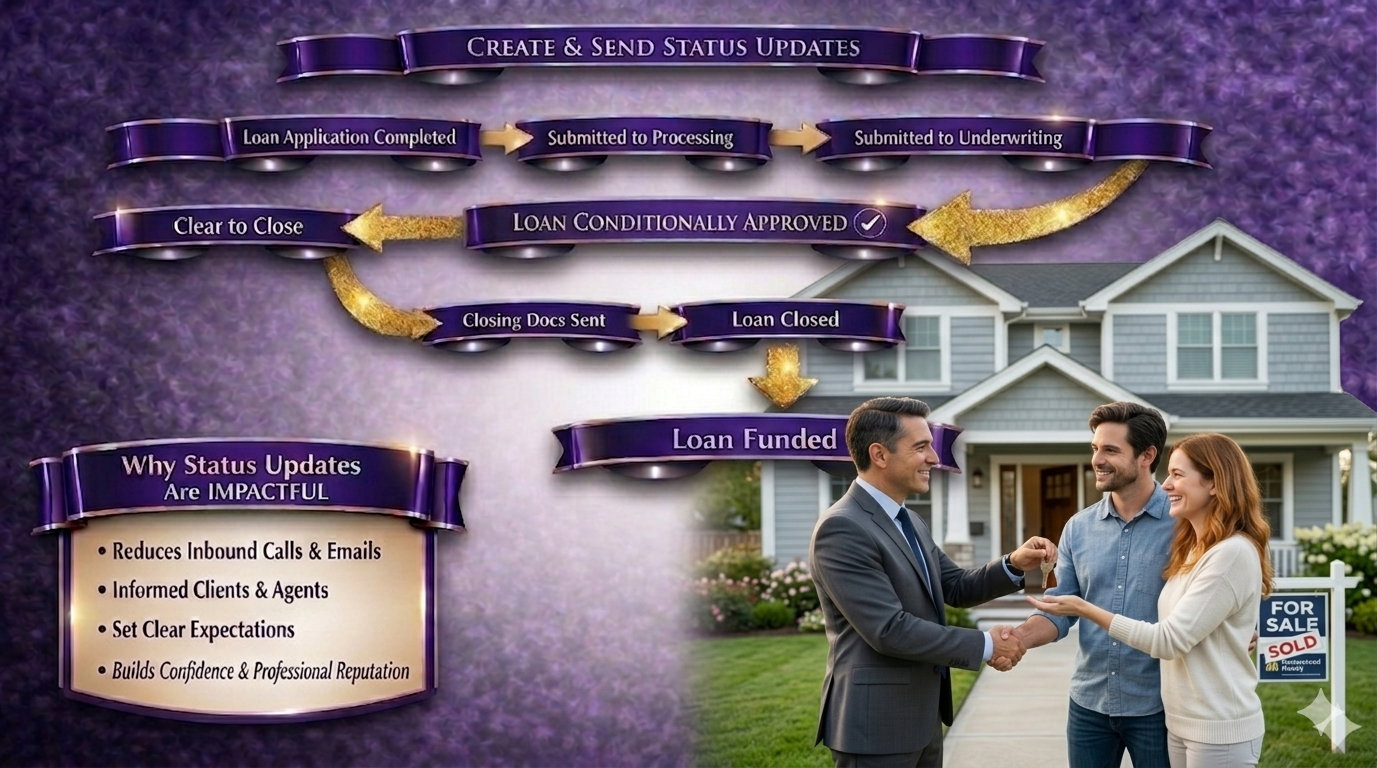 CREATE & SEND STATUS UPDATES
Loan Application Completed
Submitted to Processing
Submitted to Underwriting
Clear to Close
LOAN CONDITIONALLY APPROVED
Closing Docs Sent
Loan Closed
Loan Funded
Why Status Updates
Are IMPACTFUL
• Reduces Inbound Calls & Emails
• Informed Clients & Agents
• Set Clear Expectations
• Builds Confidence & Professional Reputation
FOR
SALE
SOLD